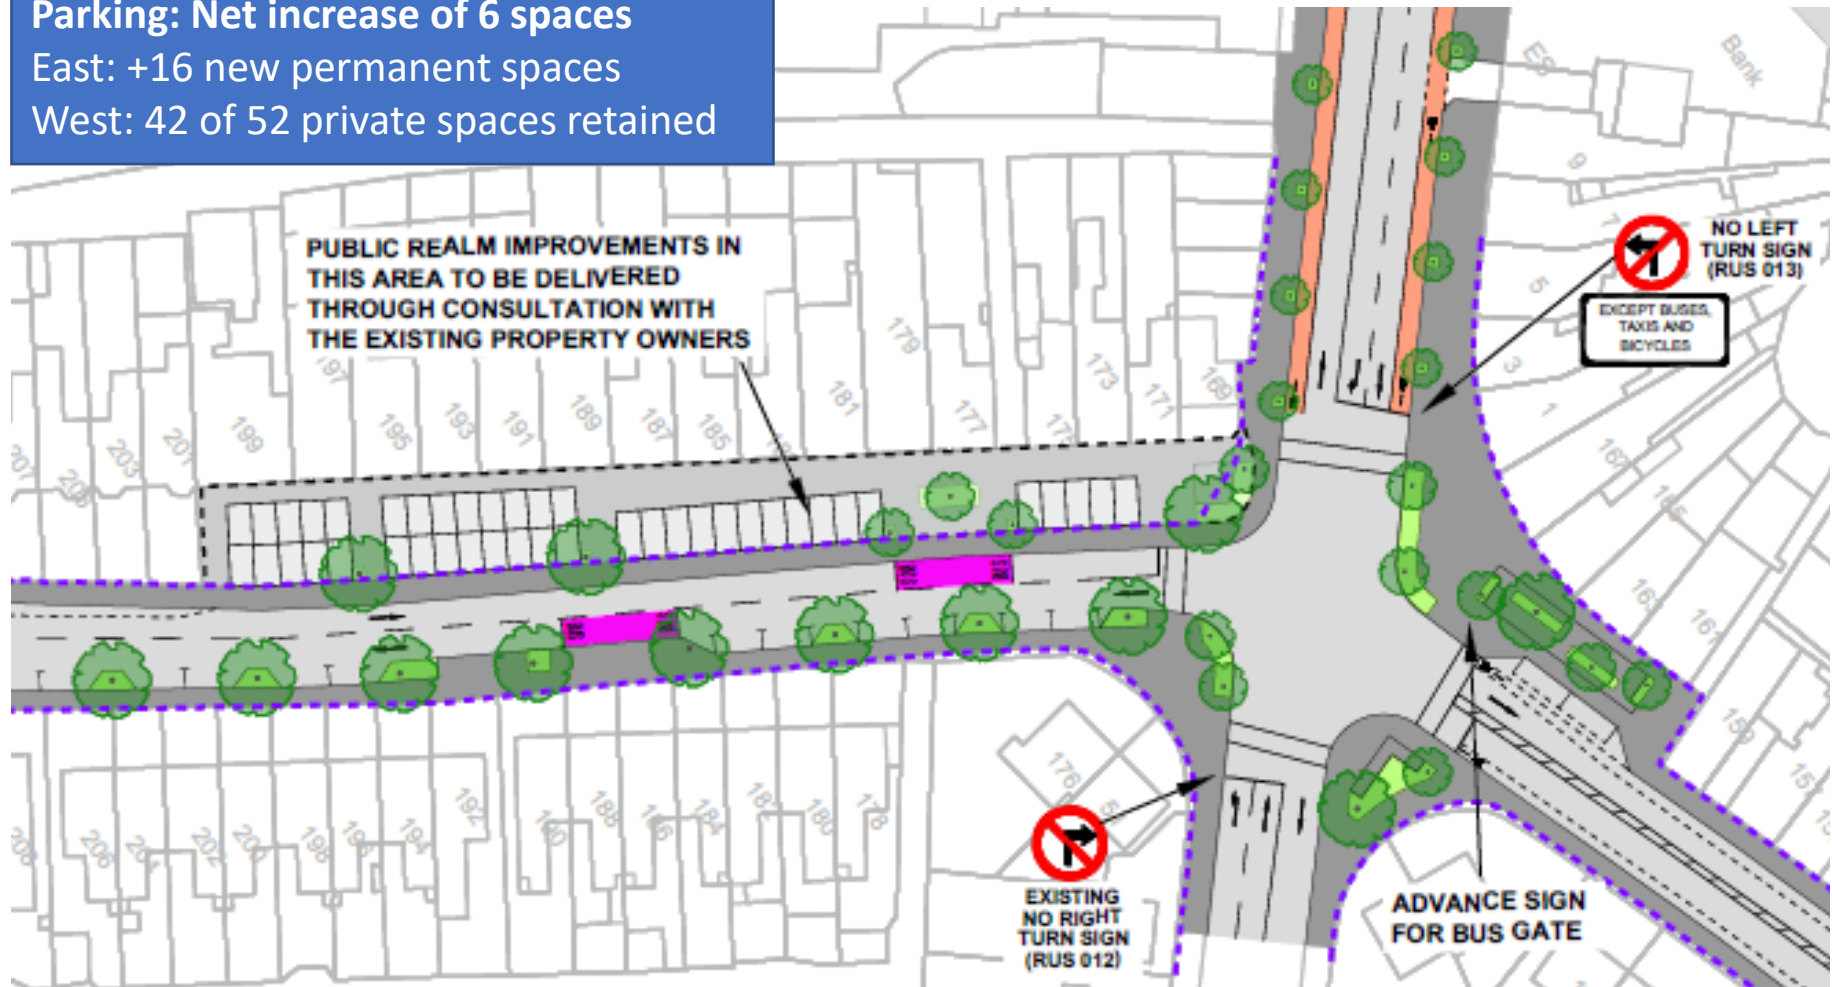 Parking: Net increase of 6 spaces
East: +16 new permanent spaces
West: 42 of 52 private spaces retained
ES
Bank
9
7
5
3
1
NO LEFT
TURN SIGN
(RUS 013)
EXCEPT BUSES,
TAXIS AND
BICYCLES
PUBLIC REALM IMPROVEMENTS IN
THIS AREA TO BE DELIVERED
THROUGH CONSULTATION WITH
THE EXISTING PROPERTY OWNERS
207
203
201
199
197
195
193
191
189
187
185
181
179
177
173
171
169
167
165
163
161
159
157
208
206
204
202
200
198
196
194
192
190
188
186
184
182
180
178
176
5
EXISTING
NO RIGHT
TURN SIGN
(RUS 012)
ADVANCE SIGN
FOR BUS GATE